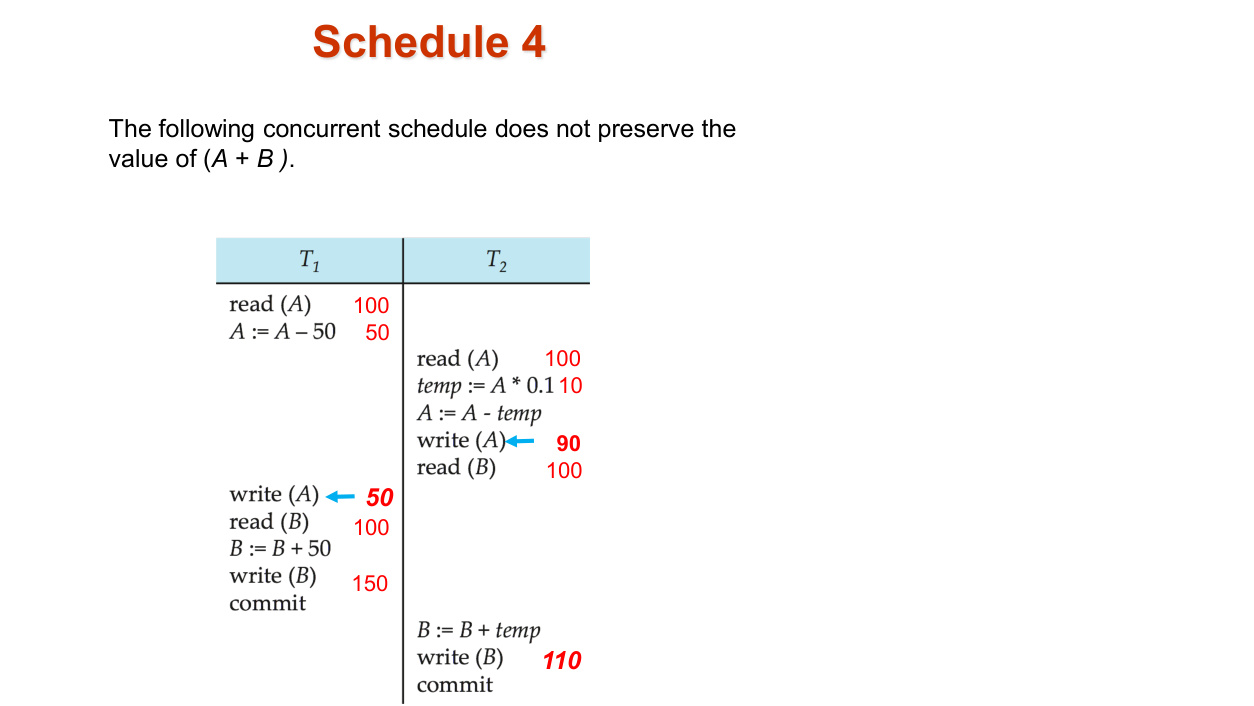 Schedule 4
The following concurrent schedule does not preserve the
value of (A + B ).
T1 T2
read (A) 100
A := A – 50 50
read (A) 100
temp := A * 0.1 10
A := A - temp
write (A) 90
read (B) 100
write (A) 50
read (B) 100
B := B + 50
write (B) 150
commit
B := B + temp
write (B) 110
commit